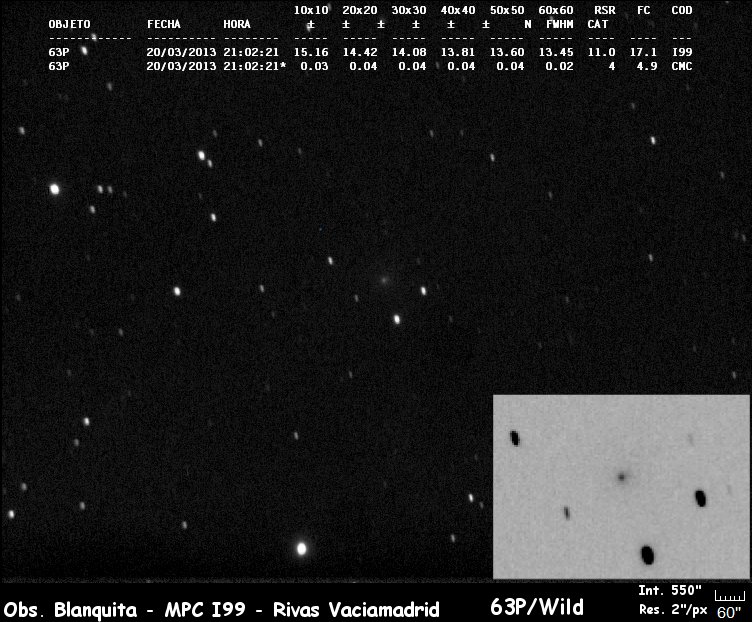 10x10 20x20 30x30 40x40 50x50 60x60 RSR FC COD
OBJETO FECHA HORA ± ± ± ± ± ± N FWHM CAT
------------ ---------- -------- ----- ----- ----- ----- ----- ----- ---- ---- ---
63P 20/03/2013 21:02:21 15.16 14.42 14.08 13.81 13.60 13.45 11.0 17.1 I99
63P 20/03/2013 21:02:21* 0.03 0.04 0.04 0.04 0.04 0.02 4 4.9 CMC
Obs. Blanquita - MPC I99 - Rivas Vaciamadrid
63P/Wild
Int. 550"
Res. 2"/px
60"